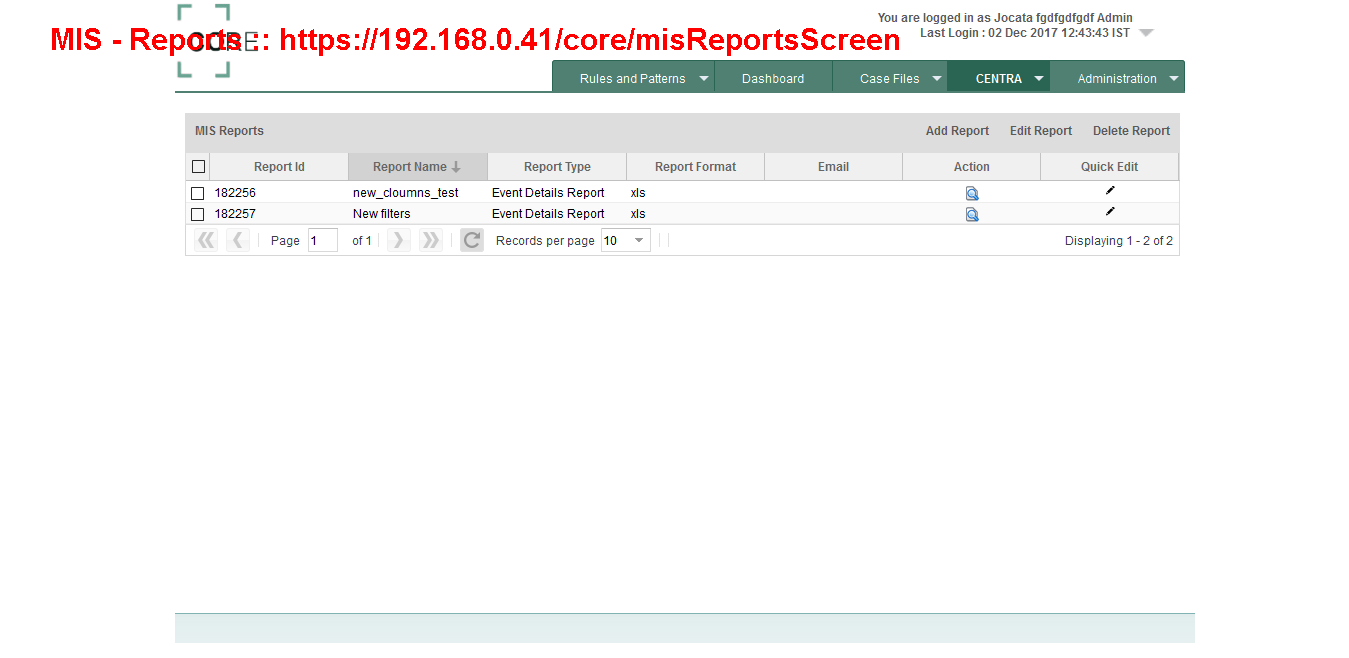 You are logged in as Jocata fgdfgdfgdf Admin
MIS - Reports :: https://192.168.0.41/core/misReportsScreen
CORE
Last Login : 02 Dec 2017 12:43:43 IST
Rules and Patterns Dashboard Case Files CENTRA Administration
MIS Reports Add Report Edit Report Delete Report
Report Id Report Name Report Type Report Format Email Action Quick Edit
182256 new_cloumns_test Event Details Report xls
182257 New filters Event Details Report xls
Page 1 of 1 Records per page 10 Displaying 1 - 2 of 2